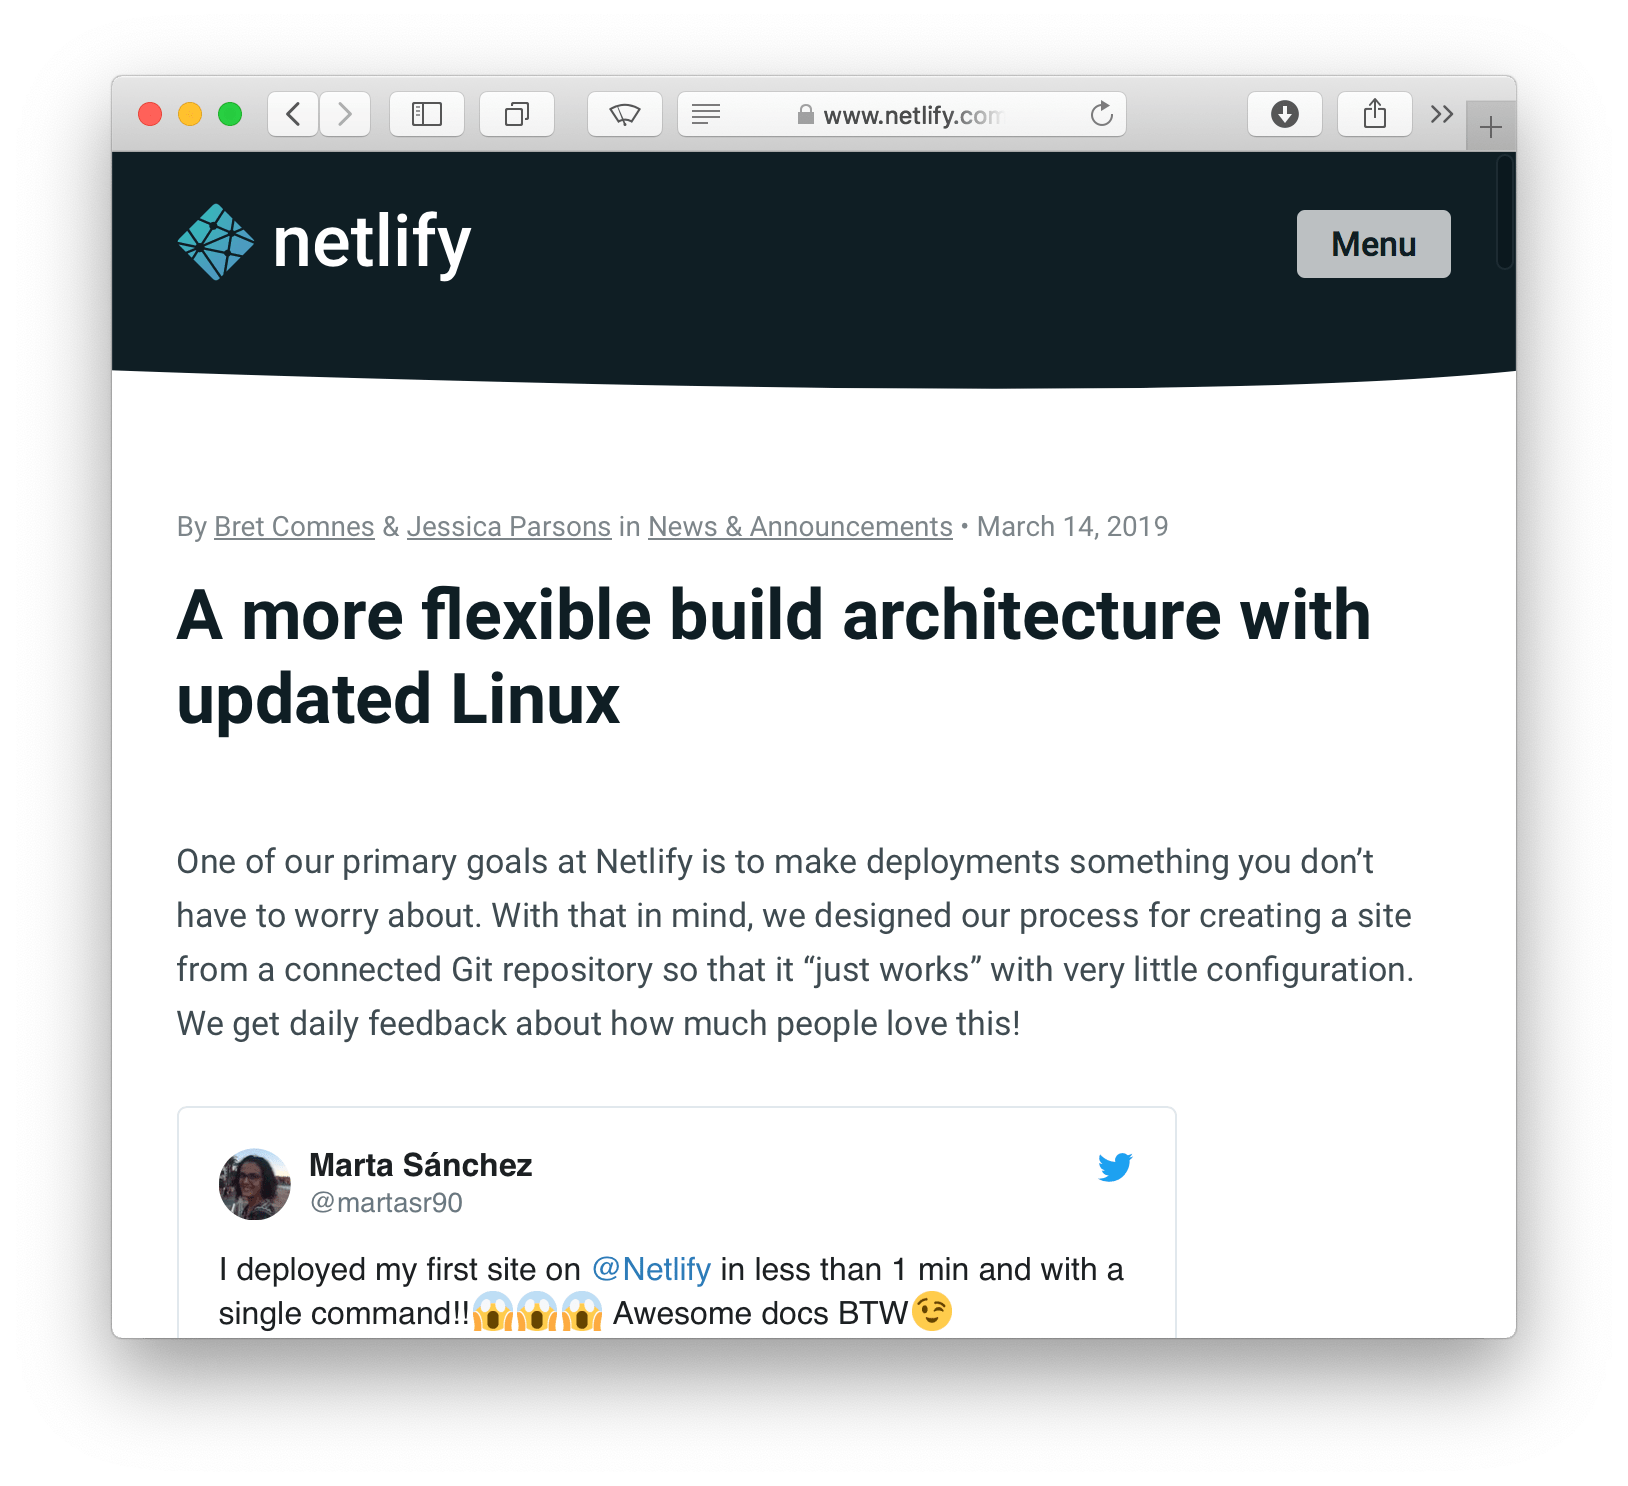 www.netlify.com
netlify
Menu
By Bret Comnes & Jessica Parsons in News & Announcements • March 14, 2019
A more flexible build architecture with
updated Linux
One of our primary goals at Netlify is to make deployments something you don’t
have to worry about. With that in mind, we designed our process for creating a site
from a connected Git repository so that it “just works” with very little configuration.
We get daily feedback about how much people love this!
Marta Sánchez
@martasr90
I deployed my first site on @Netlify in less than 1 min and with a
single command!!😱😱😱 Awesome docs BTW😉